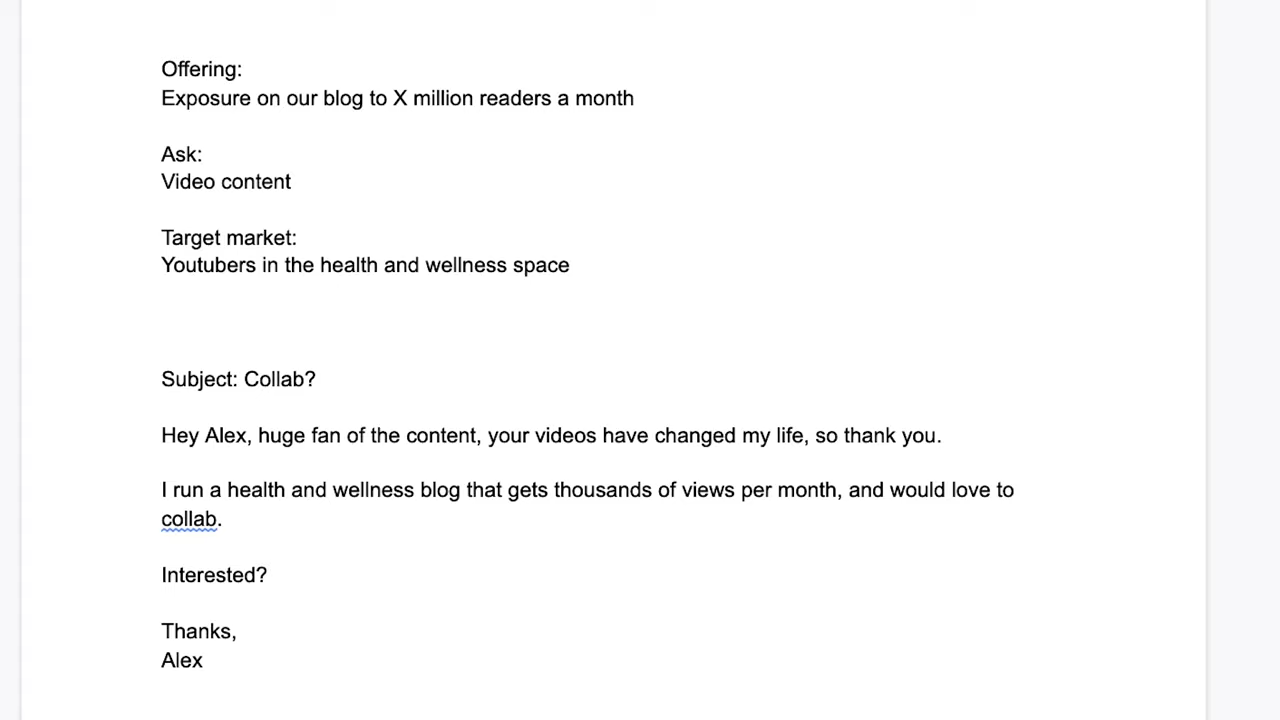 Offering:
Exposure on our blog to X million readers a month
Ask:
Video content
Target market:
Youtubers in the health and wellness space
Subject: Collab?
Hey Alex, huge fan of the content, your videos have changed my life, so thank you.
I run a health and wellness blog that gets thousands of views per month, and would love to
collab.
Interested?
Thanks,
Alex